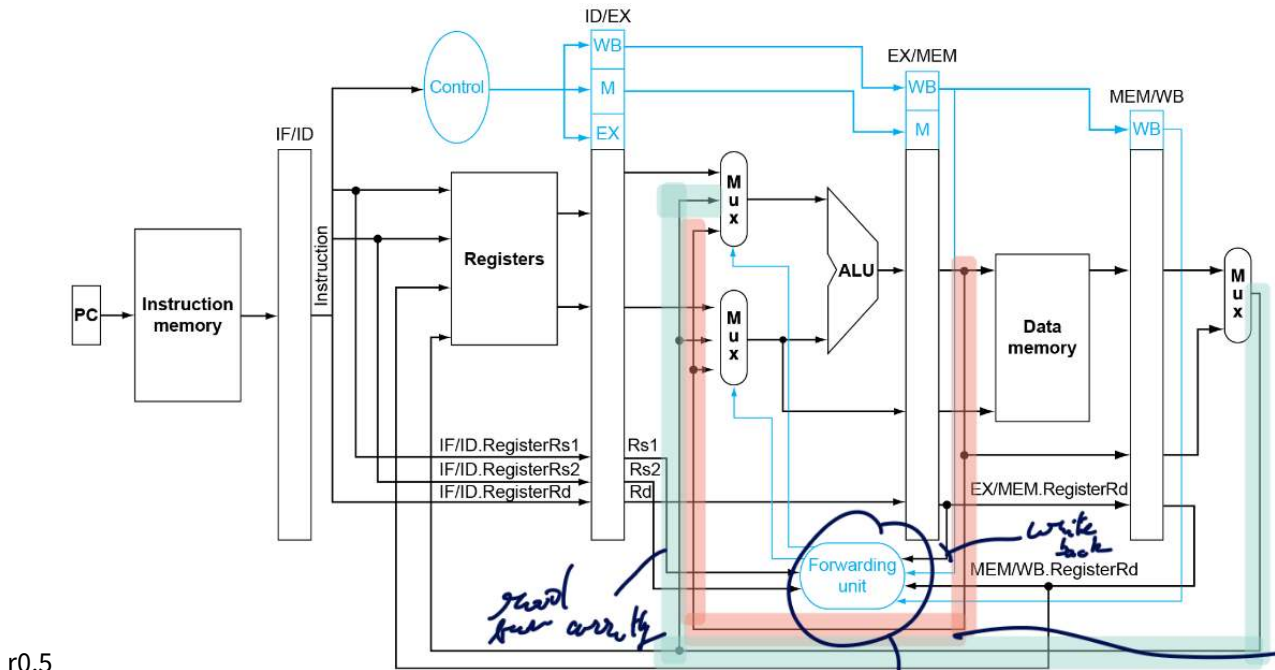 ID/EX
WB
EX/MEM
Control
M
WB
MEM/WB
IF/ID
EX
M
WB
M
u
x
Registers
Instruction
ALU
M
u
x
PC
Instruction
memory
M
u
x
Data
memory
IF/ID.RegisterRs1
Rs1
IF/ID.RegisterRs2
Rs2
IF/ID.RegisterRd
Rd
EX/MEM.RegisterRd
write
back
Forwarding
unit
MEM/WB.RegisterRd
r0.5